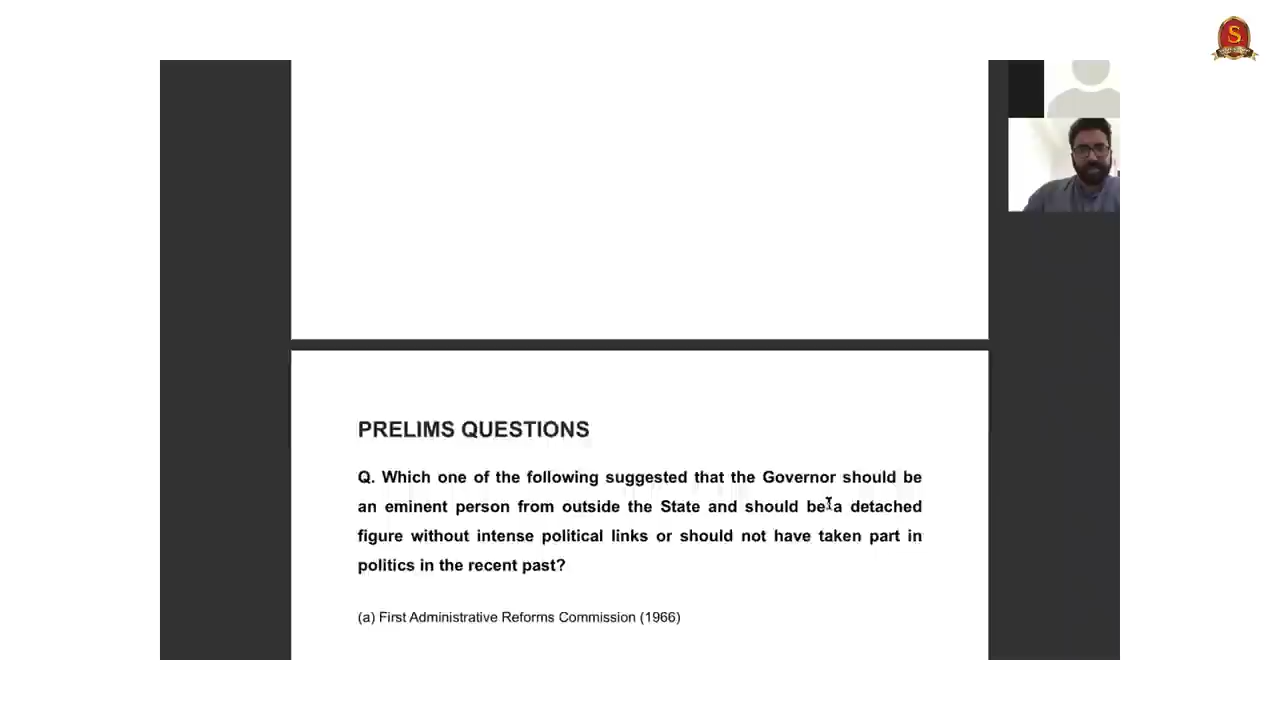 PRELIMS QUESTIONS
Q. Which one of the following suggested that the Governor should be
an eminent person from outside the State and should be a detached
figure without intense political links or should not have taken part in
politics in the recent past?
(a) First Administrative Reforms Commission (1966)
S